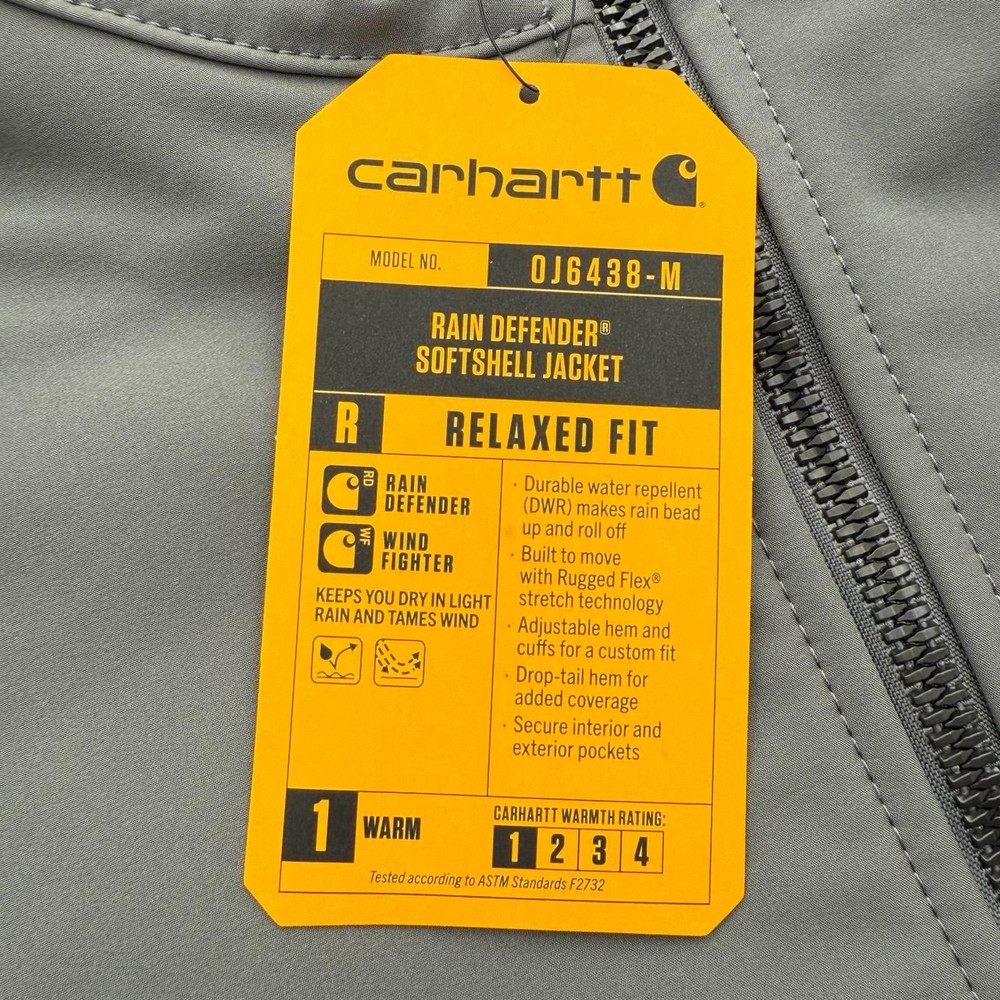 carhartt
MODEL NO.
OJ6438-M
RAIN DEFENDER®
SOFTSHELL JACKET
R
RELAXED FIT
RD
RAIN
DEFENDER
WF
WIND
FIGHTER
KEEPS YOU DRY IN LIGHT
RAIN AND TAMES WIND
· Durable water repellent
(DWR) makes rain bead
up and roll off
· Built to move
with Rugged Flex®
stretch technology
· Adjustable hem and
cuffs for a custom fit
· Drop-tail hem for
added coverage
· Secure interior and
exterior pockets
1 WARM
CARHARTT WARMTH RATING:
1 2 3 4
Tested according to ASTM Standards F2732